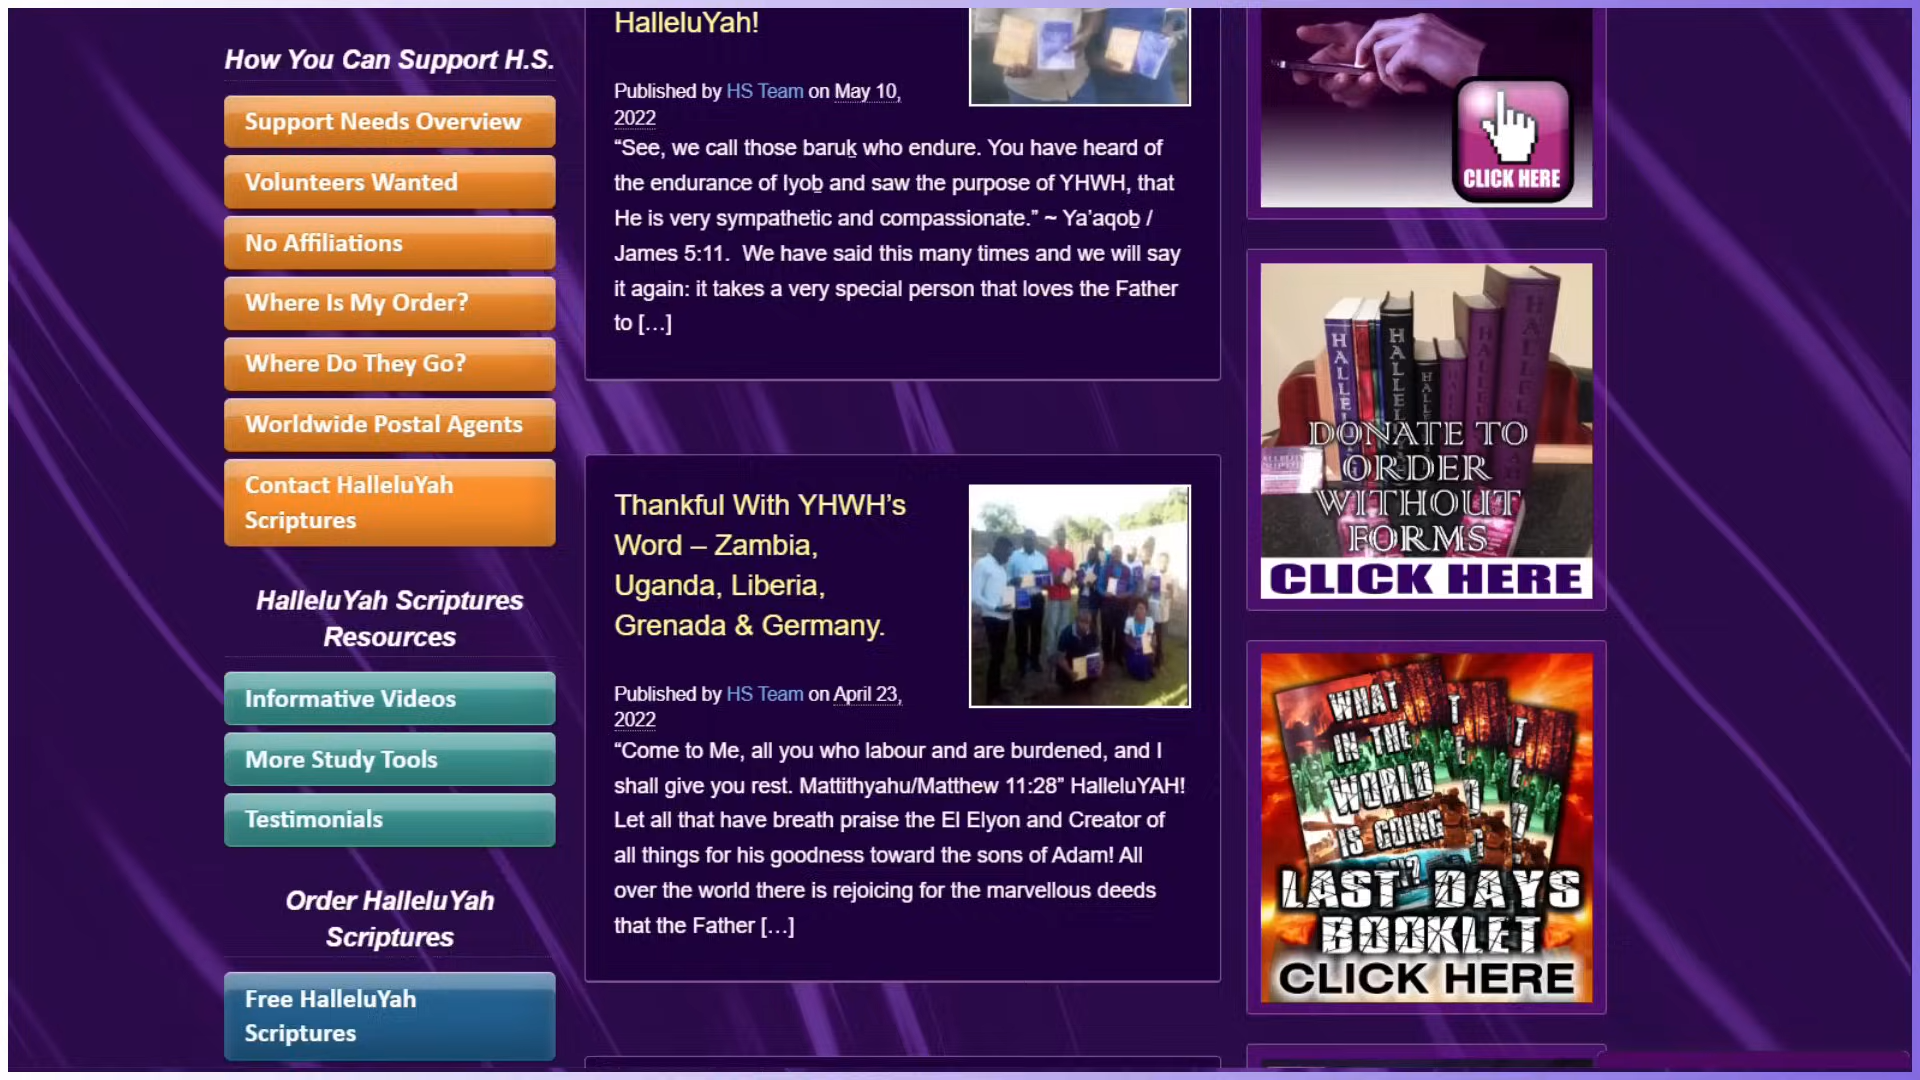 How You Can Support H.S.
Support Needs Overview
Volunteers Wanted
No Affiliations
Where Is My Order?
Where Do They Go?
Worldwide Postal Agents
Contact HalleluYah
Scriptures
HalleluYah Scriptures
Resources
Informative Videos
More Study Tools
Testimonials
Order HalleluYah
Scriptures
Free HalleluYah
Scriptures
HalleluYah!
Published by HS Team on May 10,
2022
“See, we call those baruḵ who endure. You have heard of
the endurance of Iyoḇ and saw the purpose of YHWH, that
He is very sympathetic and compassionate.” ~ Ya’aqoḇ /
James 5:11.  We have said this many times and we will say
it again: it takes a very special person that loves the Father
to […]
Thankful With YHWH’s
Word – Zambia,
Uganda, Liberia,
Grenada & Germany.
Published by HS Team on April 23,
2022
“Come to Me, all you who labour and are burdened, and I
shall give you rest. Mattithyahu/Matthew 11:28” HalleluYAH!
Let all that have breath praise the El Elyon and Creator of
all things for his goodness toward the sons of Adam! All
over the world there is rejoicing for the marvellous deeds
that the Father […]
CLICK HERE
DONATE TO
ORDER
WITHOUT
FORMS
CLICK HERE
WHAT
IN THE
WORLD
IS GOING
LAST DAYS
BOOKLET
CLICK HERE